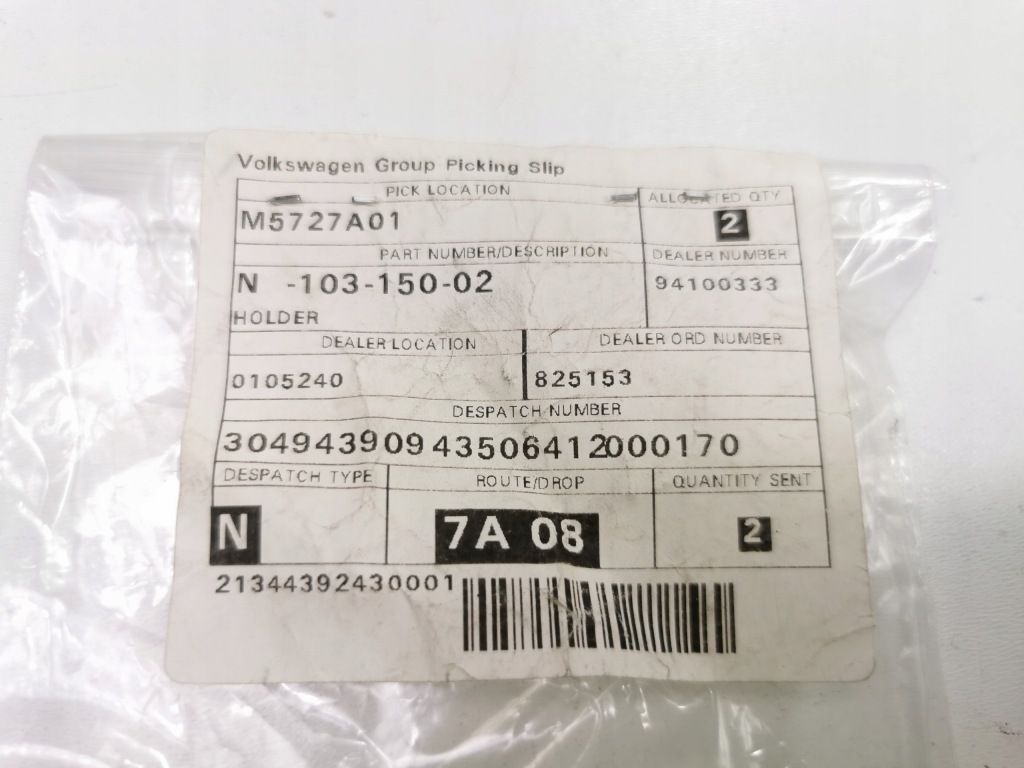 Volkswagen Group Picking Slip
PICK LOCATION ALLOCATED QTY
M5727A01 2
PART NUMBER/DESCRIPTION DEALER NUMBER
N -103-150-02 94100333
HOLDER
DEALER LOCATION DEALER ORD NUMBER
0105240 825153
DESPATCH NUMBER
30494390943506412000170
DESPATCH TYPE ROUTE/DROP QUANTITY SENT
N 7A 08 2
21344392430001